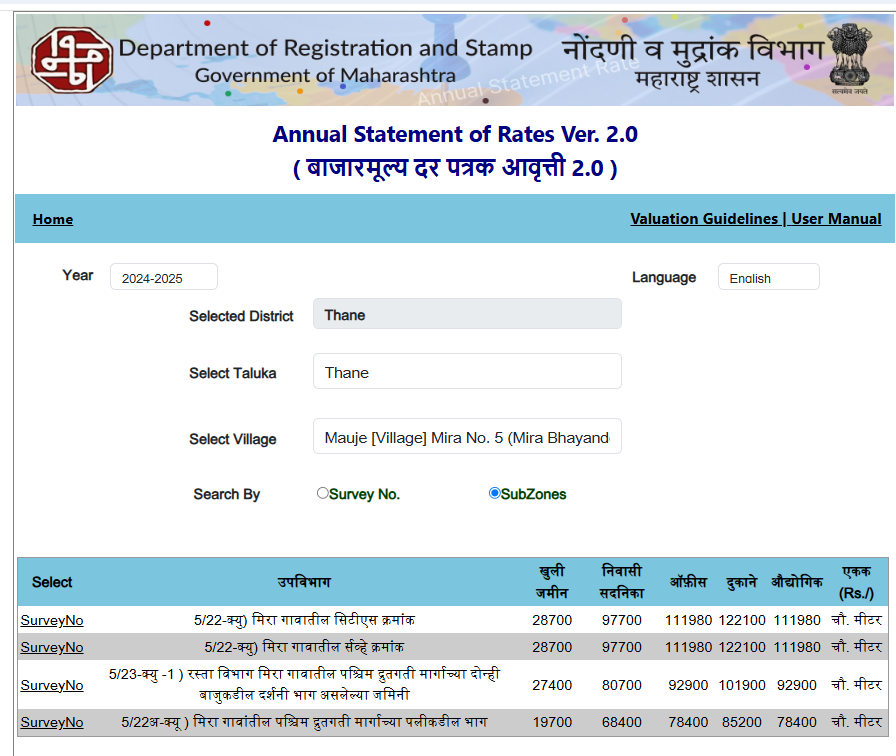 Department of Registration and Stamp
Government of Maharashtra
नोंदणी व मुद्रांक विभाग
महाराष्ट्र शासन
सत्यमेव जयते
Annual Statement Rate
Annual Statement of Rates Ver. 2.0
( बाजारमूल्य दर पत्रक आवृत्ती 2.0 )
Home Valuation Guidelines | User Manual
Year 2024-2025 Language English
Selected District Thane
Select Taluka Thane
Select Village Mauje [Village] Mira No. 5 (Mira Bhayand
Search By Survey No. SubZones
Select उपविभाग खुली जमीन निवासी सदनिका ऑफ़ीस दुकाने औद्योगिक एकक (Rs./)
SurveyNo 5/22-क्यु) मिरा गावातील सिटीएस क्रमांक 28700 97700 111980 122100 111980 चौ. मीटर
SurveyNo 5/22-क्यु) मिरा गावातील र्सव्हे क्रमांक 28700 97700 111980 122100 111980 चौ. मीटर
SurveyNo 5/23-क्यु -1 ) रस्ता विभाग मिरा गावातील पश्चिम द्रुतगती मार्गाच्या दोन्ही
बाजुकडील दर्शनी भाग असलेल्या जमिनी 27400 80700 92900 101900 92900 चौ. मीटर
SurveyNo 5/22अ-क्यू ) मिरा गावांतील पश्चिम द्रुतगती मार्गाच्या पलीकडील भाग 19700 68400 78400 85200 78400 चौ. मीटर